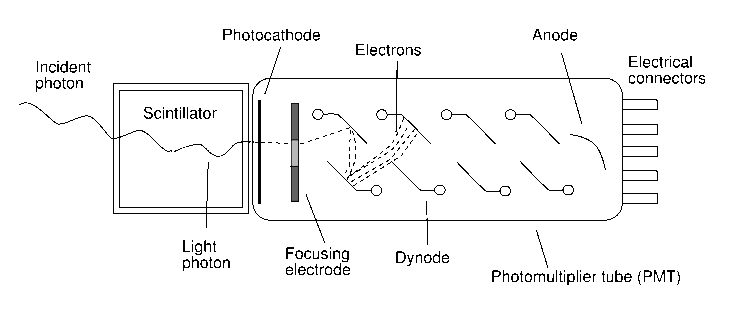 Photocathode
Electrons
Anode
Incident
photon
Electrical
connectors
Scintillator
Light
photon
Focusing
electrode
Dynode
Photomultiplier tube (PMT)